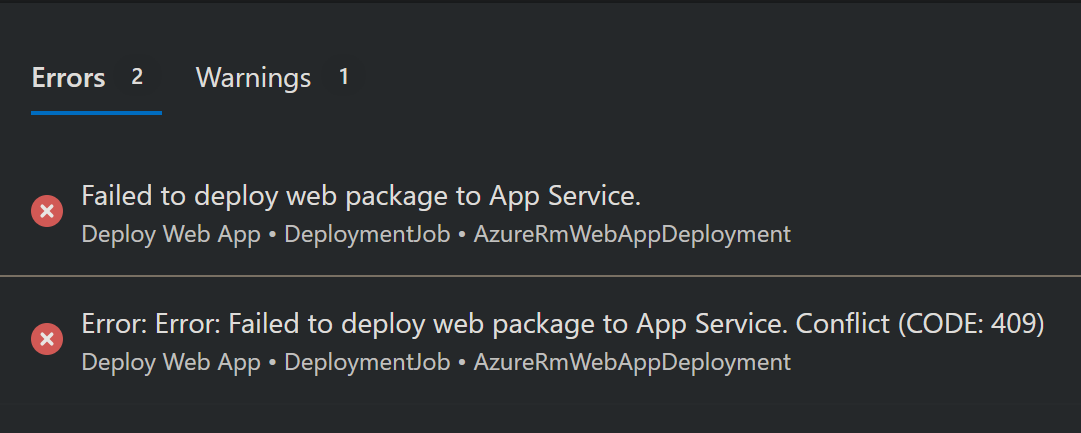 Errors 2 Warnings 1
Failed to deploy web package to App Service.
Deploy Web App • DeploymentJob • AzureRmWebAppDeployment
Error: Error: Failed to deploy web package to App Service. Conflict (CODE: 409)
Deploy Web App • DeploymentJob • AzureRmWebAppDeployment